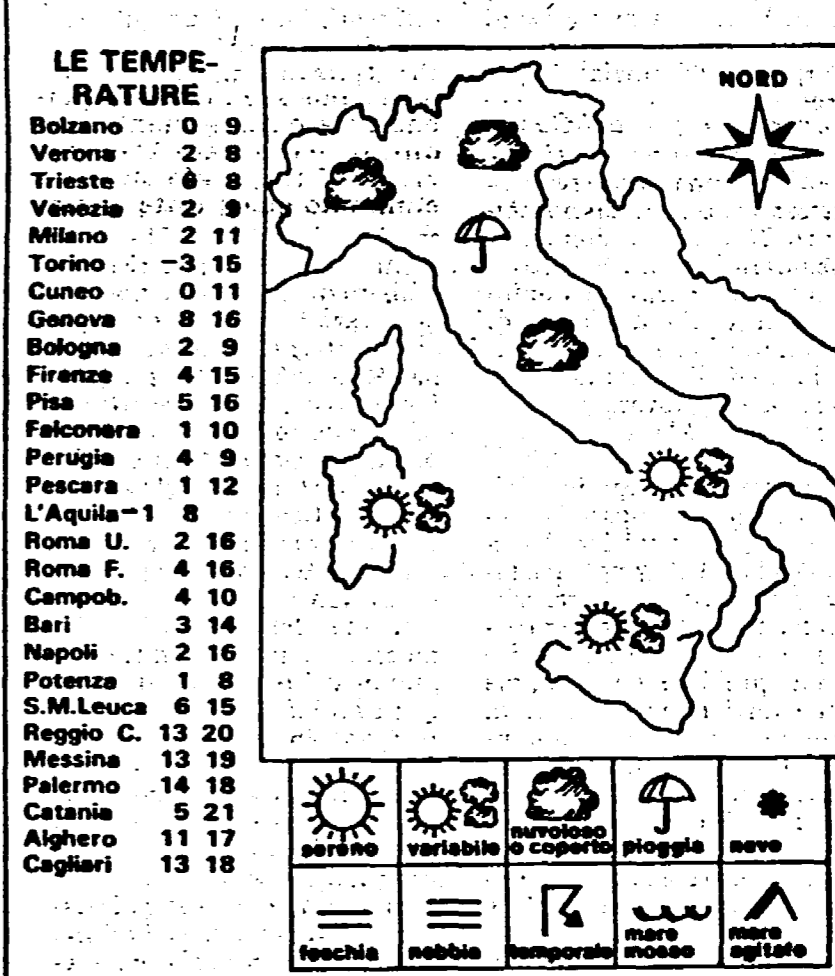 LE TEMPE-
RATURE
Bolzano 0 9
Verona 2 8
Trieste 6 8
Venezia 2 9
Milano 2 11
Torino -3 15
Cuneo 0 11
Genova 8 16
Bologna 2 9
Firenze 4 15
Pisa 5 16
Falconara 1 10
Perugia 4 9
Pescara 1 12
L'Aquila -1 8
Roma U. 2 16
Roma F. 4 16
Campob. 4 10
Bari 3 14
Napoli 2 16
Potenza 1 8
S.M.Leuca 6 15
Reggio C. 13 20
Messina 13 19
Palermo 14 18
Catania 5 21
Alghero 11 17
Cagliari 13 18
NORD
sereno
variabile
nuvoloso
o coperto
pioggia
neve
foschia
nebbia
temporale
mare
mosso
mare
agitato